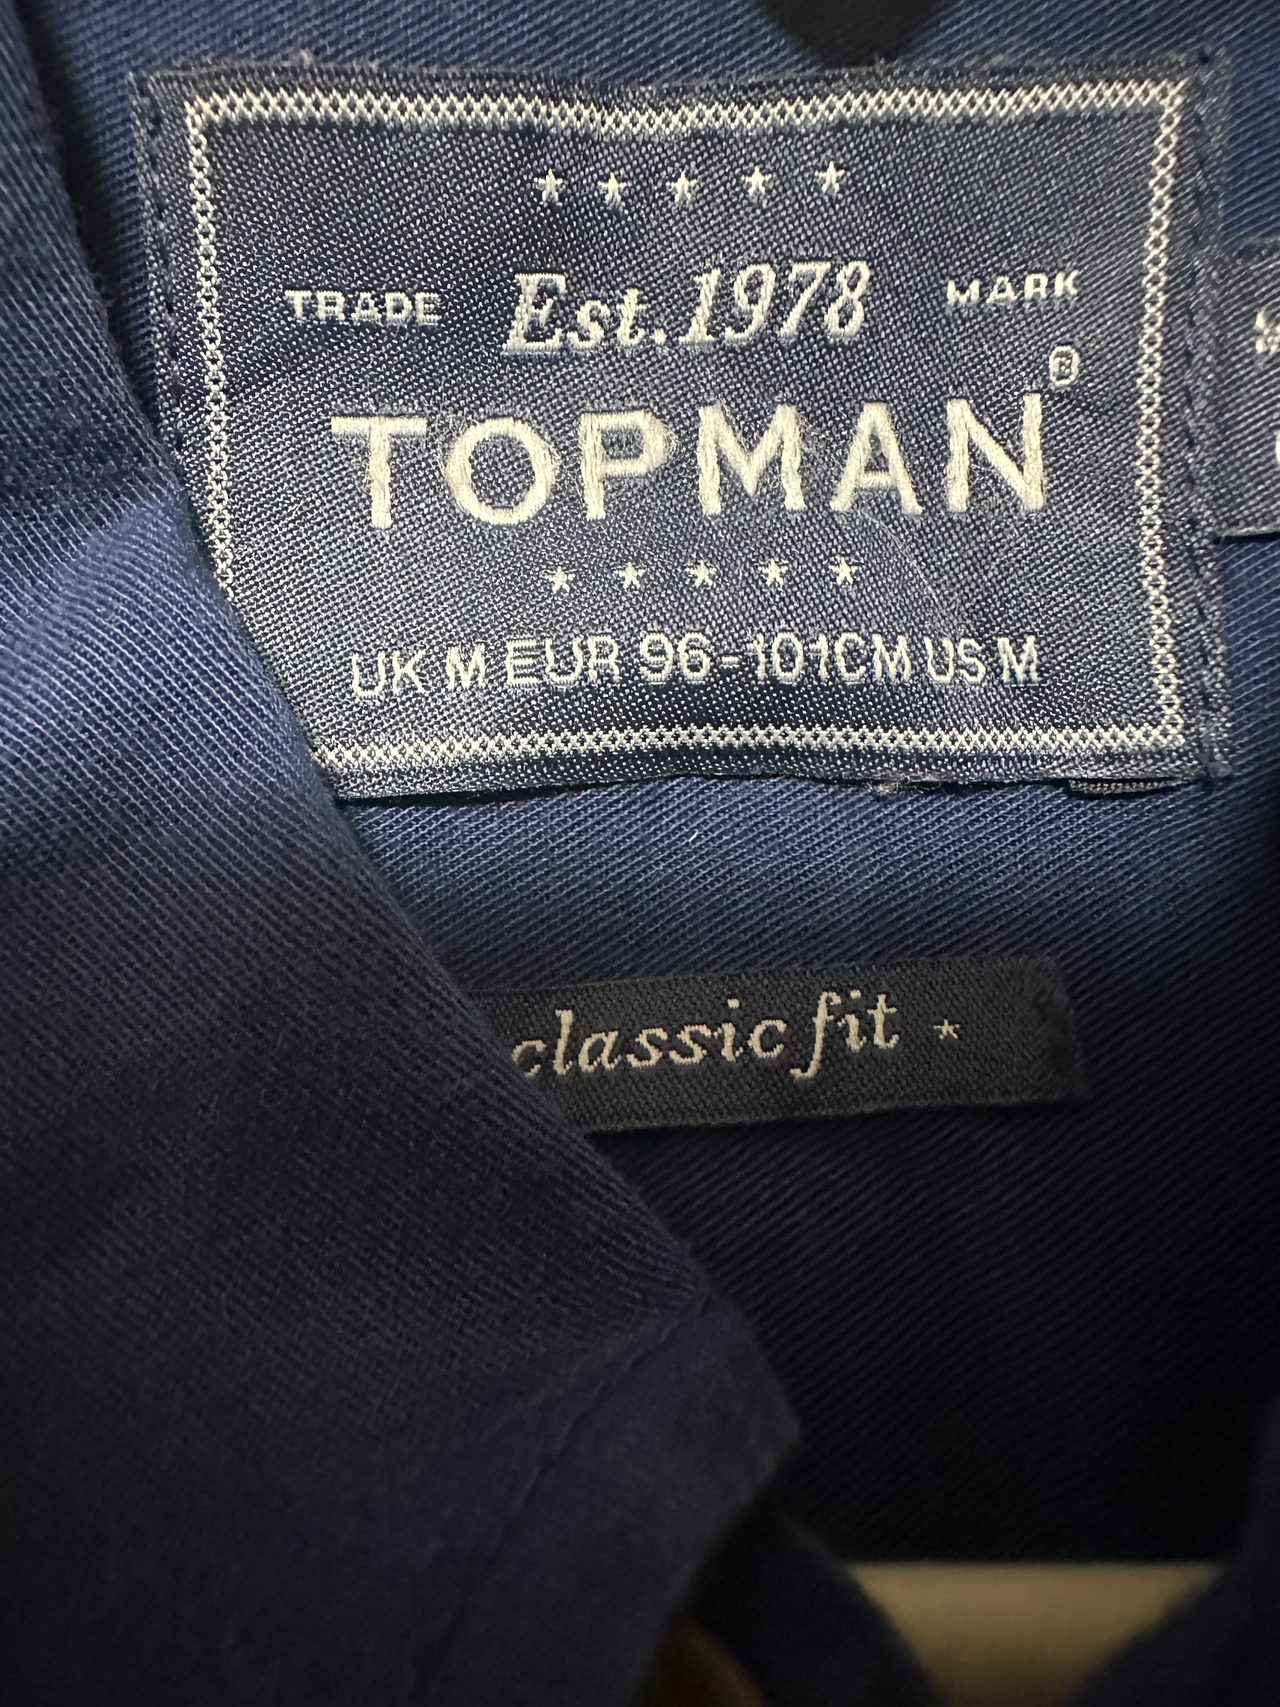 TRADE Est.1978 MARK
TOPMAN®
UK M EUR 96-101CM US M
classic fit